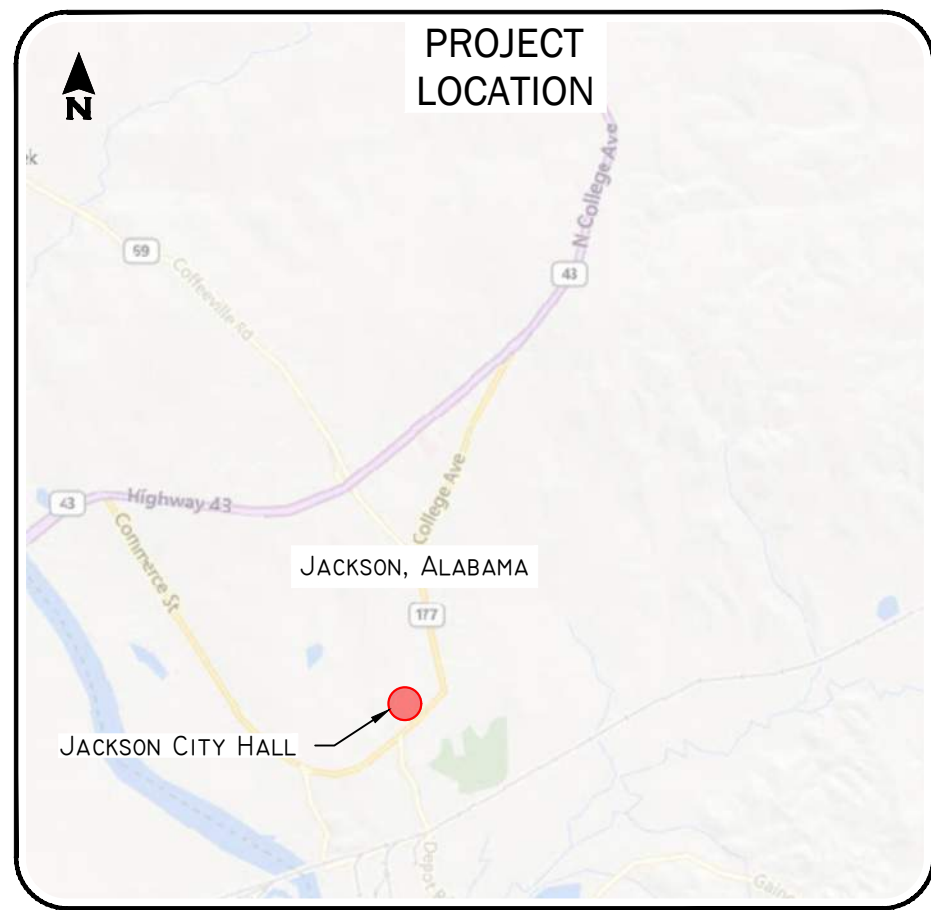 PROJECT
LOCATION
N
N College Ave
69
Coffeeville Rd
43
43
Highway 43
College Ave
Commerce St
JACKSON, ALABAMA
177
JACKSON CITY HALL